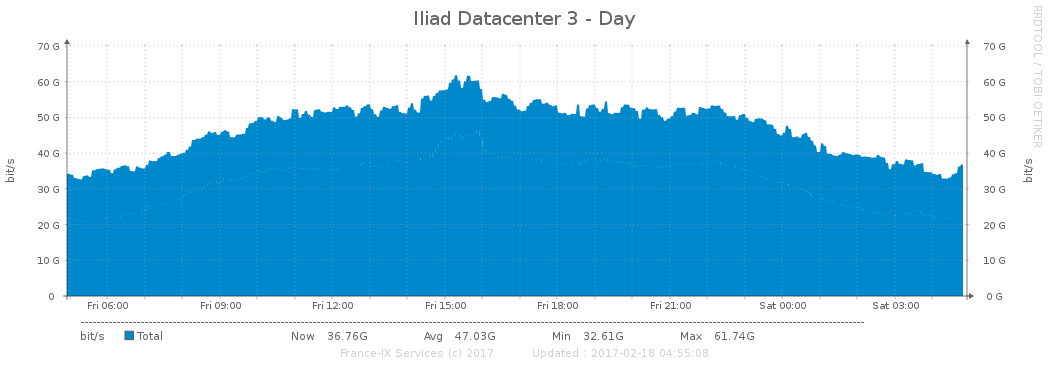 Iliad Datacenter 3 - Day
RRDTOOL / TOBI OETIKER
bit/s
70 G
60 G
50 G
40 G
30 G
20 G
10 G
0
70 G
60 G
50 G
40 G
30 G
20 G
10 G
0 G
bit/s
Fri 06:00 Fri 09:00 Fri 12:00 Fri 15:00 Fri 18:00 Fri 21:00 Sat 00:00 Sat 03:00
bit/s Total Now 36.76G Avg 47.03G Min 32.61G Max 61.74G
France-IX Services (c) 2017 Updated : 2017-02-18 04:55:08